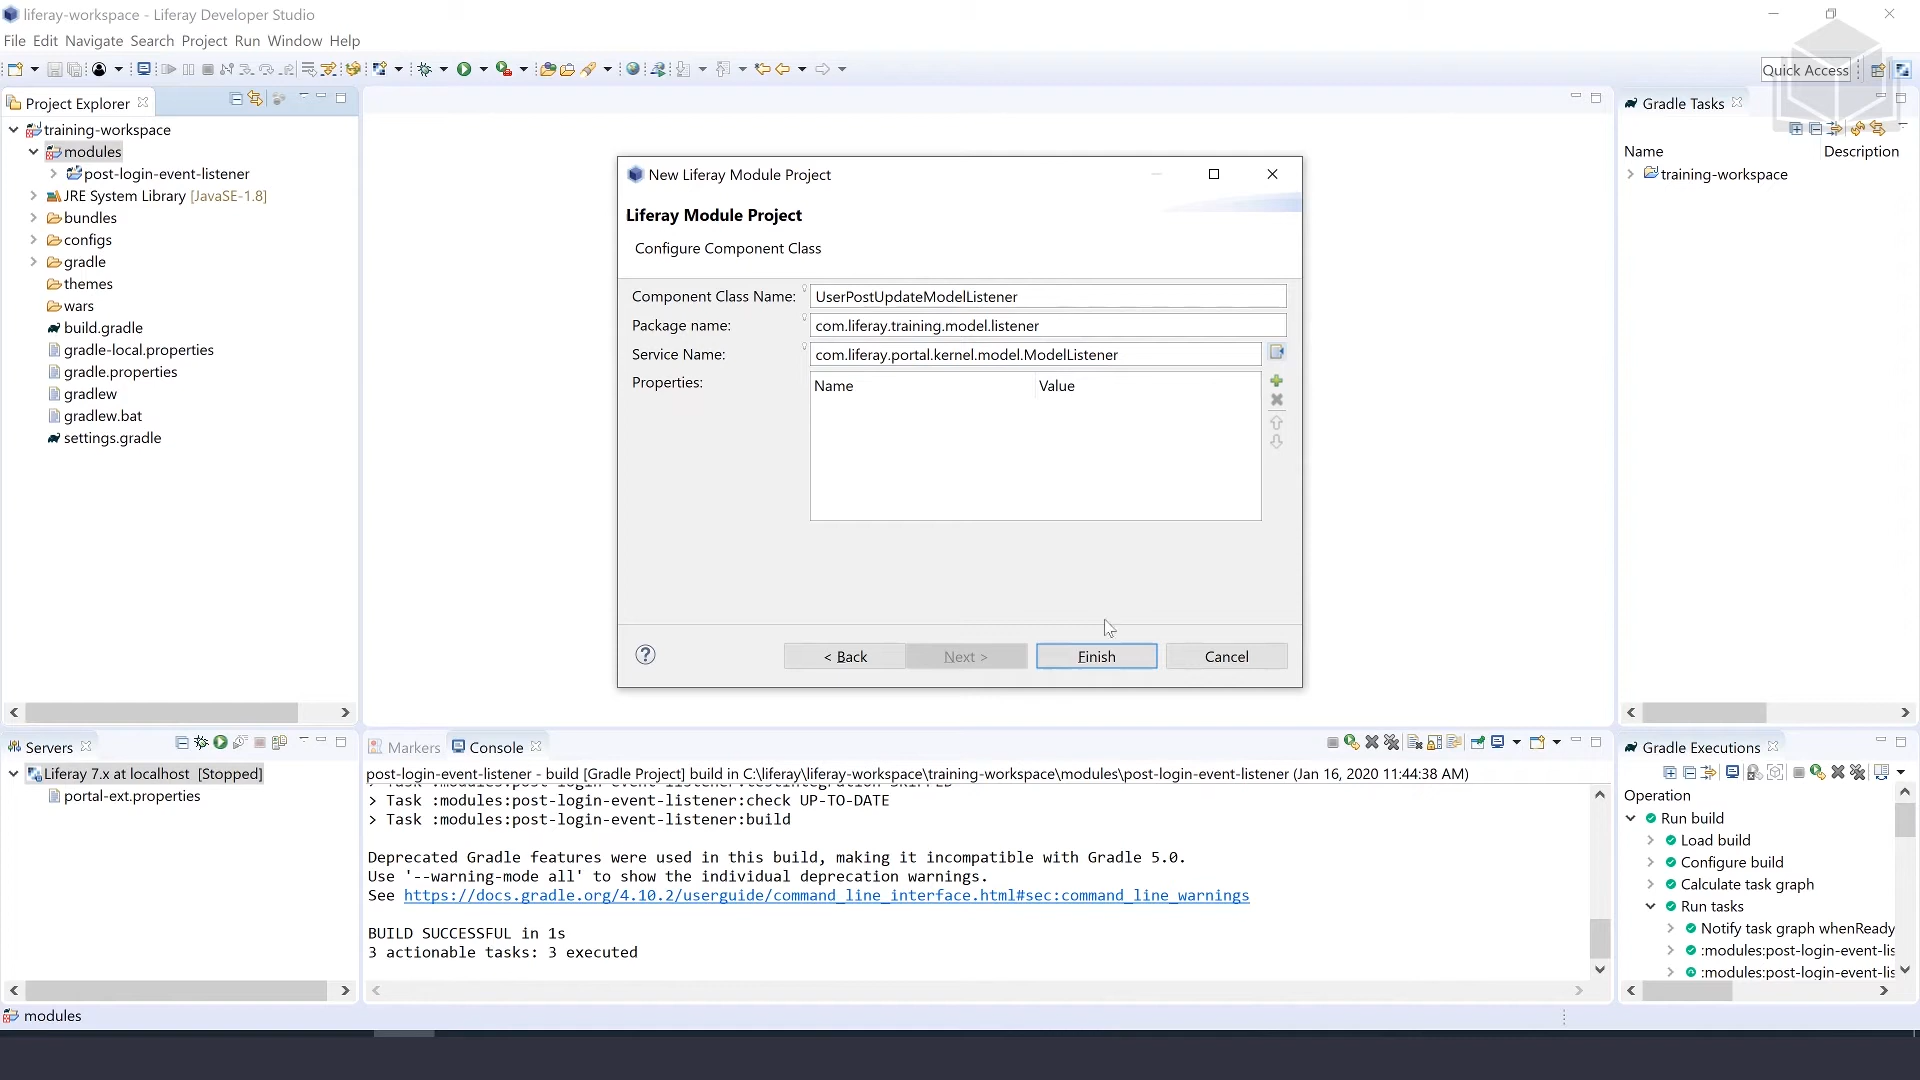 liferay-workspace - Liferay Developer Studio
File Edit Navigate Search Project Run Window Help
Quick Access
Project Explorer
training-workspace
modules
post-login-event-listener
JRE System Library [JavaSE-1.8]
bundles
configs
gradle
themes
wars
build.gradle
gradle-local.properties
gradle.properties
gradlew
gradlew.bat
settings.gradle
New Liferay Module Project
Liferay Module Project
Configure Component Class
Component Class Name: UserPostUpdateModelListener
Package name: com.liferay.training.model.listener
Service Name: com.liferay.portal.kernel.model.ModelListener
Properties: Name Value
< Back Next > Finish Cancel
Gradle Tasks
Name Description
training-workspace
Servers
Liferay 7.x at localhost [Stopped]
portal-ext.properties
Markers Console
post-login-event-listener - build [Gradle Project] build in C:\liferay\liferay-workspace\training-workspace\modules\post-login-event-listener (Jan 16, 2020 11:44:38 AM)
> Task :modules:post-login-event-listener:testIntegration SKIPPED
> Task :modules:post-login-event-listener:check UP-TO-DATE
> Task :modules:post-login-event-listener:build
Deprecated Gradle features were used in this build, making it incompatible with Gradle 5.0.
Use '--warning-mode all' to show the individual deprecation warnings.
See https://docs.gradle.org/4.10.2/userguide/command_line_interface.html#sec:command_line_warnings
BUILD SUCCESSFUL in 1s
3 actionable tasks: 3 executed
Gradle Executions
Operation
Run build
Load build
Configure build
Calculate task graph
Run tasks
Notify task graph whenReady
:modules:post-login-event-lis
:modules:post-login-event-lis
modules